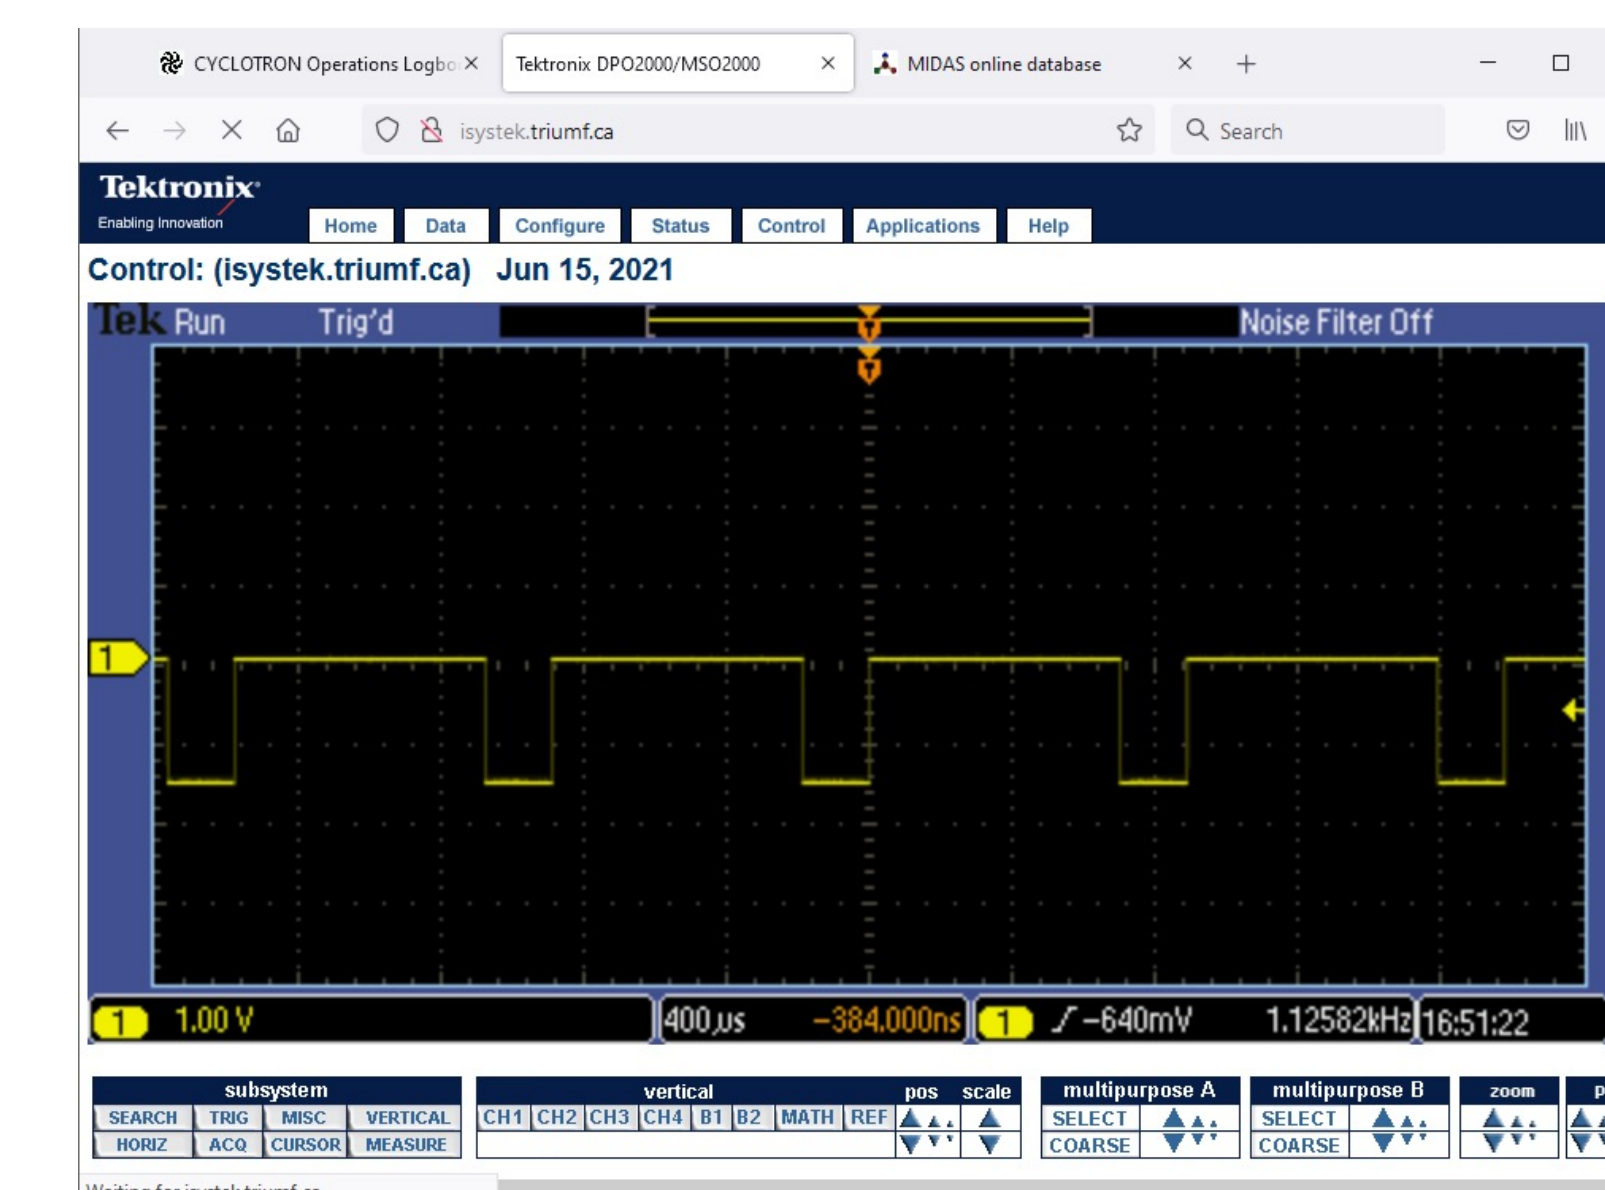 CYCLOTRON Operations Logbo
Tektronix DPO2000/MSO2000
MIDAS online database
isystek.triumf.ca
Search
Tektronix
Enabling Innovation
Home Data Configure Status Control Applications Help
Control: (isystek.triumf.ca) Jun 15, 2021
Tek Run Trig'd Noise Filter Off
T
T
1
1 1.00 V 400µs -384.000ns 1 -640mV 1.12582kHz 16:51:22
subsystem vertical pos scale multipurpose A multipurpose B zoom p
SEARCH TRIG MISC VERTICAL CH1 CH2 CH3 CH4 B1 B2 MATH REF SELECT SELECT
HORIZ ACQ CURSOR MEASURE COARSE COARSE